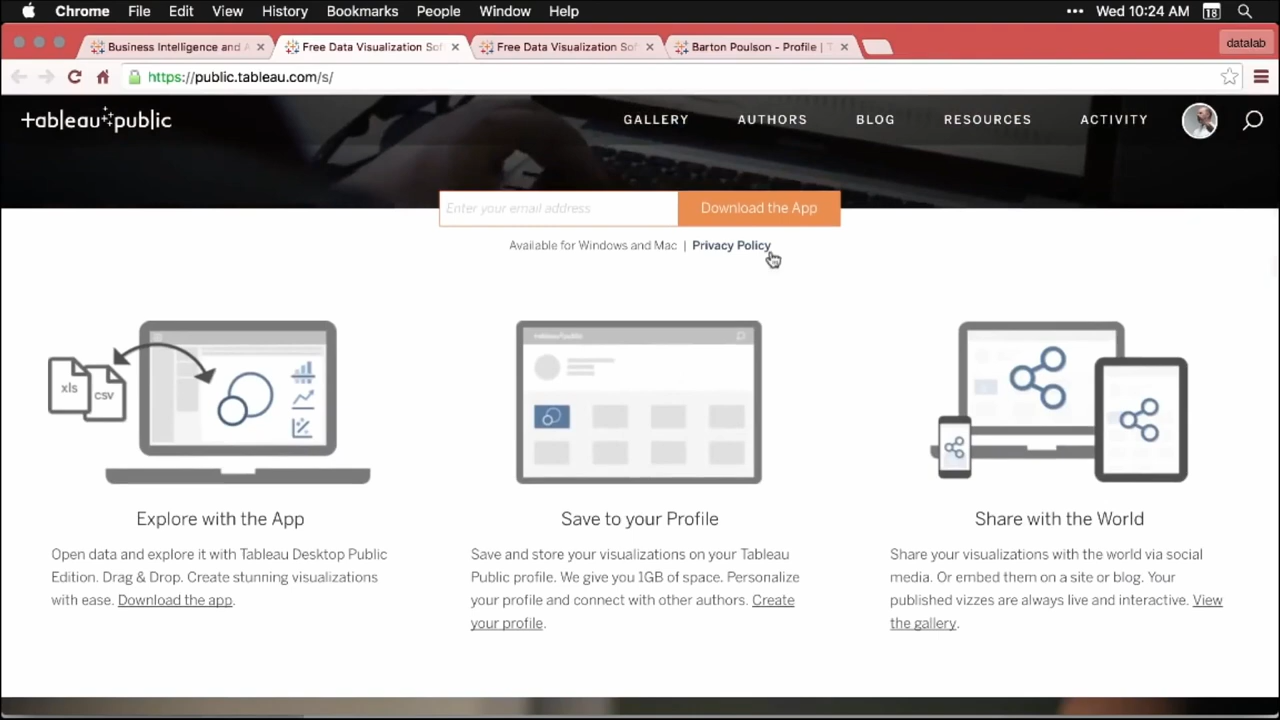 Chrome File Edit View History Bookmarks People Window Help ••• Wed 10:24 AM 18
Business Intelligence and A
Free Data Visualization Sof
Free Data Visualization Sof
Barton Poulson - Profile | T
datalab
https://public.tableau.com/s/
tableau public GALLERY AUTHORS BLOG RESOURCES ACTIVITY
Enter your email address Download the App
Available for Windows and Mac | Privacy Policy
xls
csv
tableau public
Explore with the App
Open data and explore it with Tableau Desktop Public
Edition. Drag & Drop. Create stunning visualizations
with ease. Download the app.
Save to your Profile
Save and store your visualizations on your Tableau
Public profile. We give you 1GB of space. Personalize
your profile and connect with other authors. Create
your profile.
Share with the World
Share your visualizations with the world via social
media. Or embed them on a site or blog. Your
published vizzes are always live and interactive. View
the gallery.